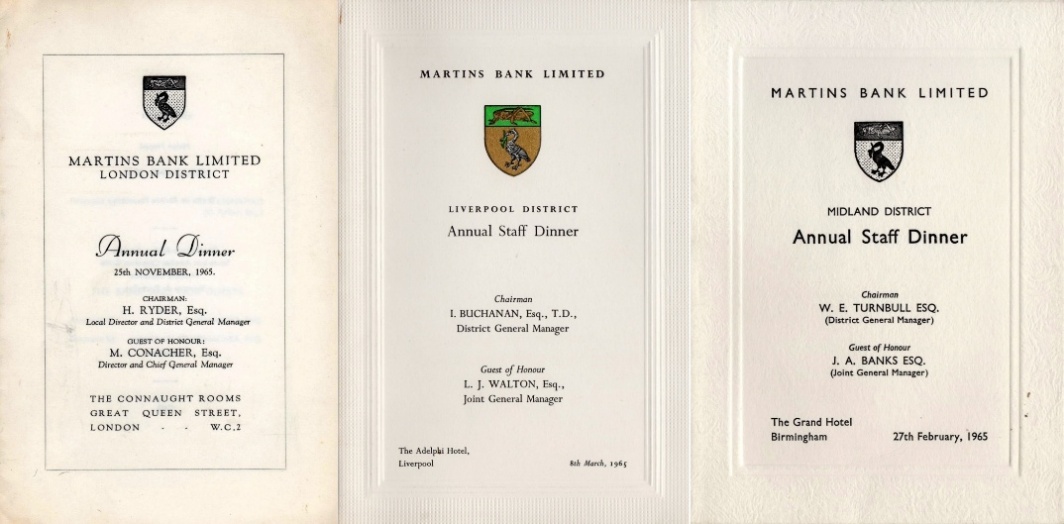 MARTINS BANK LIMITED
LONDON DISTRICT
Annual Dinner
25th NOVEMBER, 1965.
CHAIRMAN:
H. RYDER, Esq.
Local Director and District General Manager
GUEST OF HONOUR:
M. CONACHER, Esq.
Director and Chief General Manager
THE CONNAUGHT ROOMS
GREAT QUEEN STREET,
LONDON - - W.C.2
MARTINS BANK LIMITED
LIVERPOOL DISTRICT
Annual Staff Dinner
Chairman
I. BUCHANAN, Esq., T.D.,
District General Manager
Guest of Honour
L. J. WALTON, Esq.,
Joint General Manager
The Adelphi Hotel,
Liverpool
8th March, 1965
MARTINS BANK LIMITED
MIDLAND DISTRICT
Annual Staff Dinner
Chairman
W. E. TURNBULL ESQ.
(District General Manager)
Guest of Honour
J. A. BANKS ESQ.
(Joint General Manager)
The Grand Hotel
Birmingham
27th February, 1965